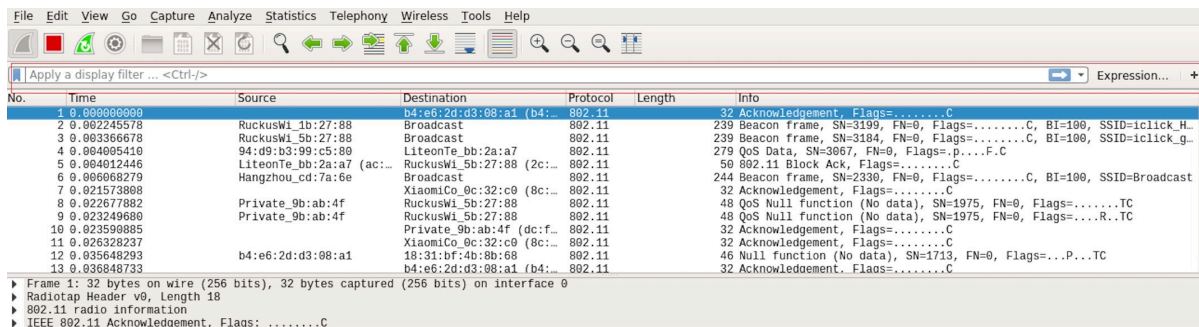 File Edit View Go Capture Analyze Statistics Telephony Wireless Tools Help
Apply a display filter ... <Ctrl-/> Expression... +
No. Time Source Destination Protocol Length Info
1 0.000000000 b4:e6:2d:d3:08:a1 (b4:… 802.11 32 Acknowledgement, Flags=........C
2 0.002245578 RuckusWi_1b:27:88 Broadcast 802.11 239 Beacon frame, SN=3199, FN=0, Flags=........C, BI=100, SSID=iclick_H…
3 0.003366678 RuckusWi_5b:27:88 Broadcast 802.11 239 Beacon frame, SN=3184, FN=0, Flags=........C, BI=100, SSID=iclick_g…
4 0.004005410 94:d9:b3:99:c5:80 LiteonTe_bb:2a:a7 802.11 279 QoS Data, SN=3067, FN=0, Flags=.p....F.C
5 0.004012446 LiteonTe_bb:2a:a7 (ac:… RuckusWi_5b:27:88 (2c:… 802.11 50 802.11 Block Ack, Flags=........C
6 0.006068279 Hangzhou_cd:7a:6e Broadcast 802.11 244 Beacon frame, SN=2330, FN=0, Flags=........C, BI=100, SSID=Broadcast
7 0.021573808 XiaomiCo_0c:32:c0 (8c:… 802.11 32 Acknowledgement, Flags=........C
8 0.022677882 Private_9b:ab:4f RuckusWi_5b:27:88 802.11 48 QoS Null function (No data), SN=1975, FN=0, Flags=.......TC
9 0.023249680 Private_9b:ab:4f RuckusWi_5b:27:88 802.11 48 QoS Null function (No data), SN=1975, FN=0, Flags=....R..TC
10 0.023590885 Private_9b:ab:4f (dc:f… 802.11 32 Acknowledgement, Flags=........C
11 0.026328237 XiaomiCo_0c:32:c0 (8c:… 802.11 32 Acknowledgement, Flags=........C
12 0.035648293 b4:e6:2d:d3:08:a1 18:31:bf:4b:8b:68 802.11 46 Null function (No data), SN=1713, FN=0, Flags=...P...TC
13 0.036848733 b4:e6:2d:d3:08:a1 (b4:… 802.11 32 Acknowledgement, Flags=........C
Frame 1: 32 bytes on wire (256 bits), 32 bytes captured (256 bits) on interface 0
Radiotap Header v0, Length 18
802.11 radio information
IEEE 802.11 Acknowledgement, Flags: ........C